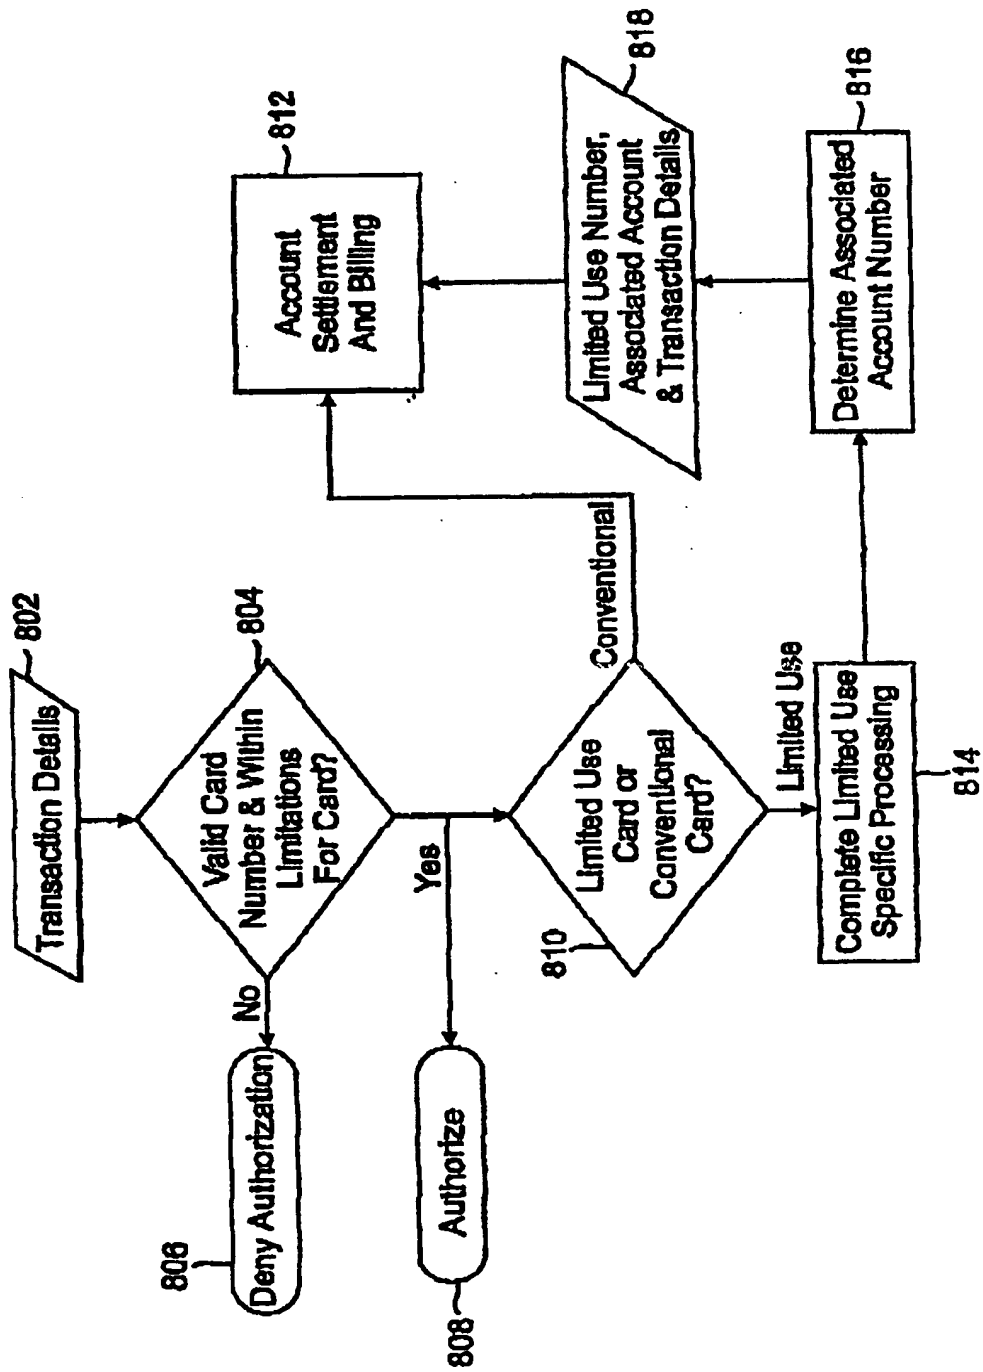 802
Transaction Details
804
Valid Card
Number & Within
Limitations
For Card?
No
Deny Authorization
806
Yes
Authorize
808
810
Limited Use
Card or
Conventional
Card?
Conventional
Account
Settlement
And Billing
812
Limited Use
Complete Limited Use
Specific Processing
814
Determine Associated
Account Number
816
Limited Use Number,
Associated Account
& Transaction Details
818